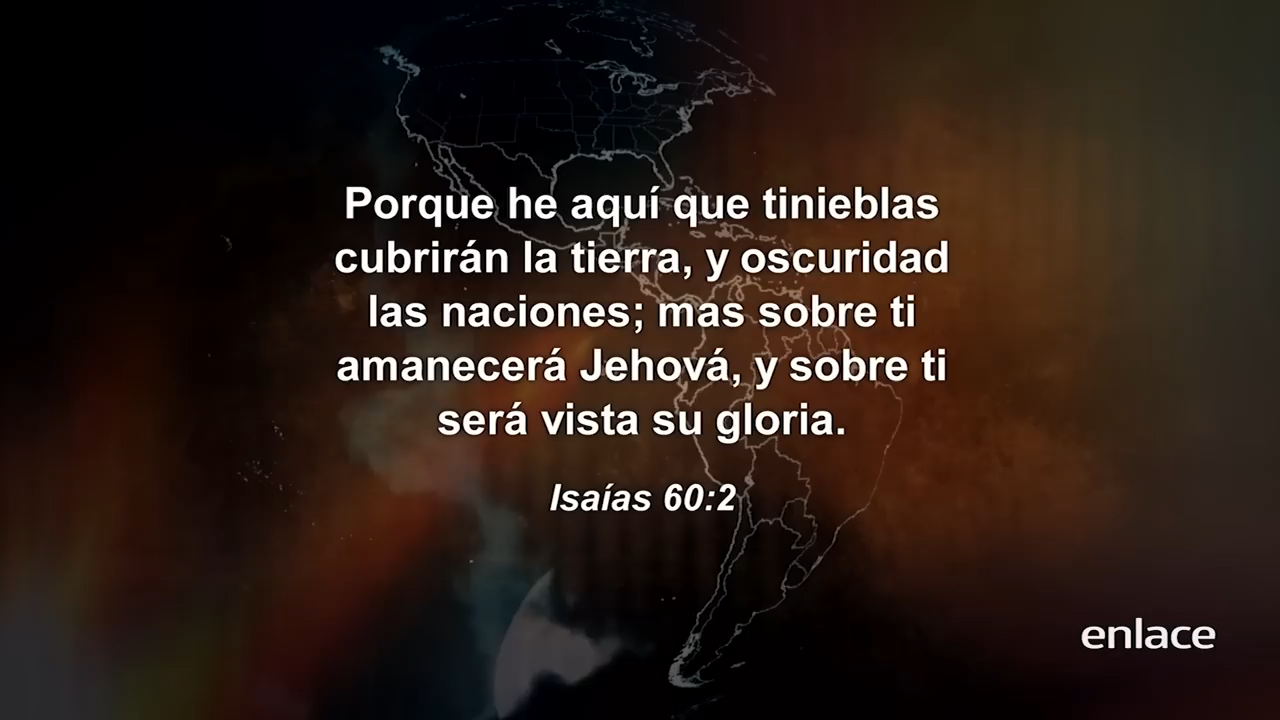 Porque he aquí que tinieblas
cubrirán la tierra, y oscuridad
las naciones; mas sobre ti
amanecerá Jehová, y sobre ti
será vista su gloria.
Isaías 60:2
enlace